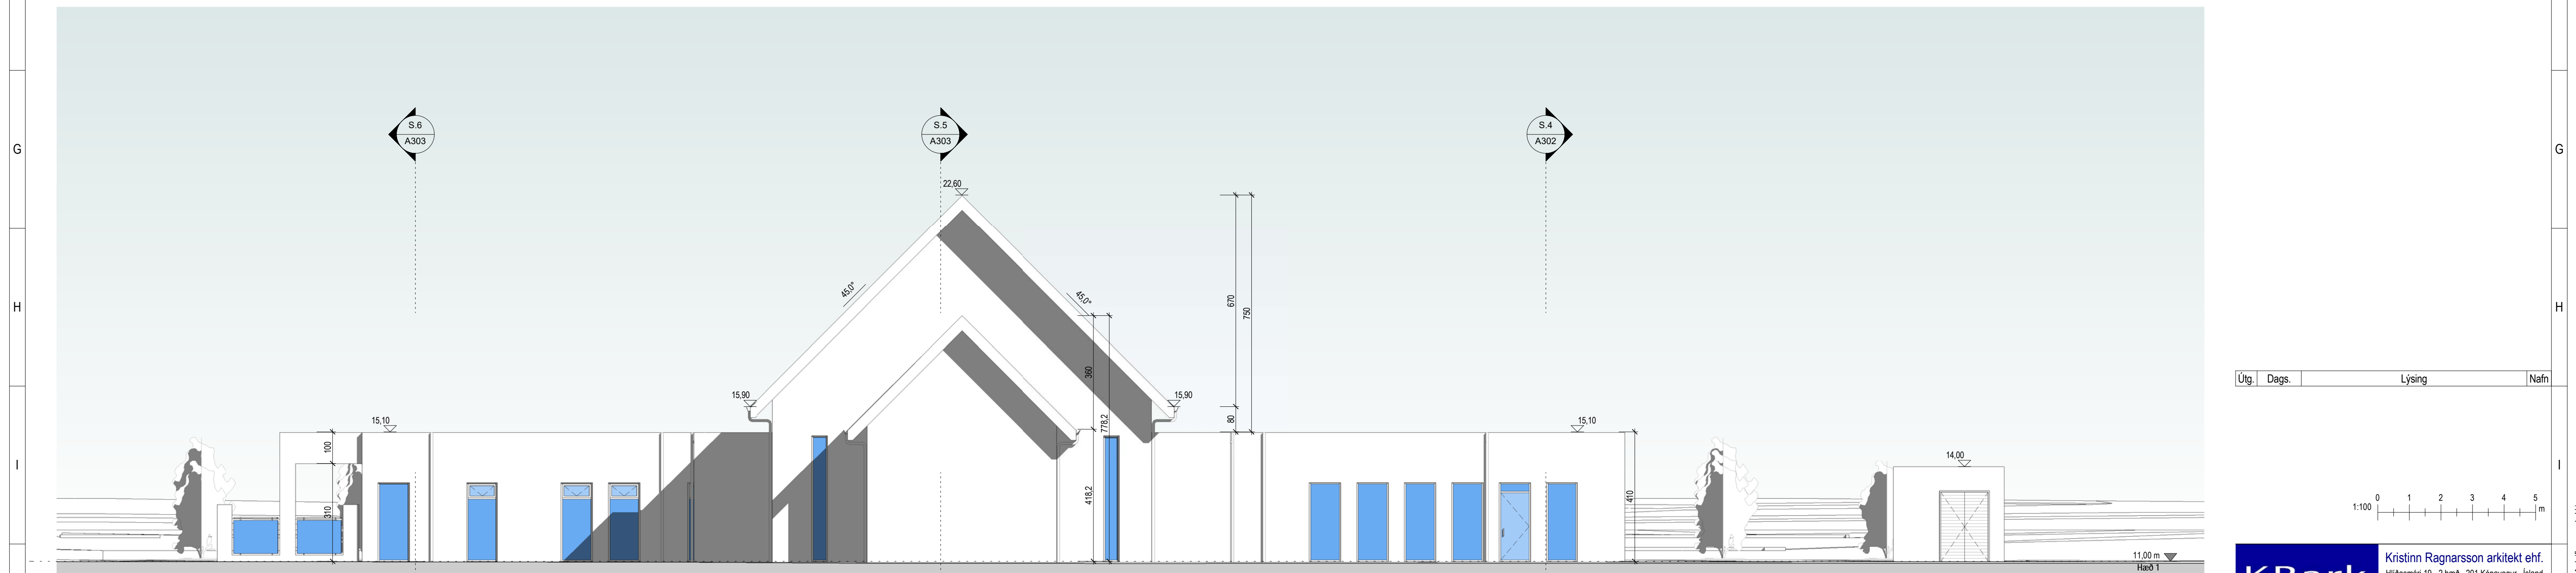 S.6
A303
S.5
A303
S.4
A302
G
G
22,60
45,0°
45,0°
670
750
H
H
360
778,2
Útg. Dags. Lýsing Nafn
15,90
15,90
80
15,10
15,10
100
14,00
I
I
310
418,2
410
1:100
0 1 2 3 4 5
m
11,00 m
Hæð 1
KBark
Kristinn Ragnarsson arkitekt ehf.